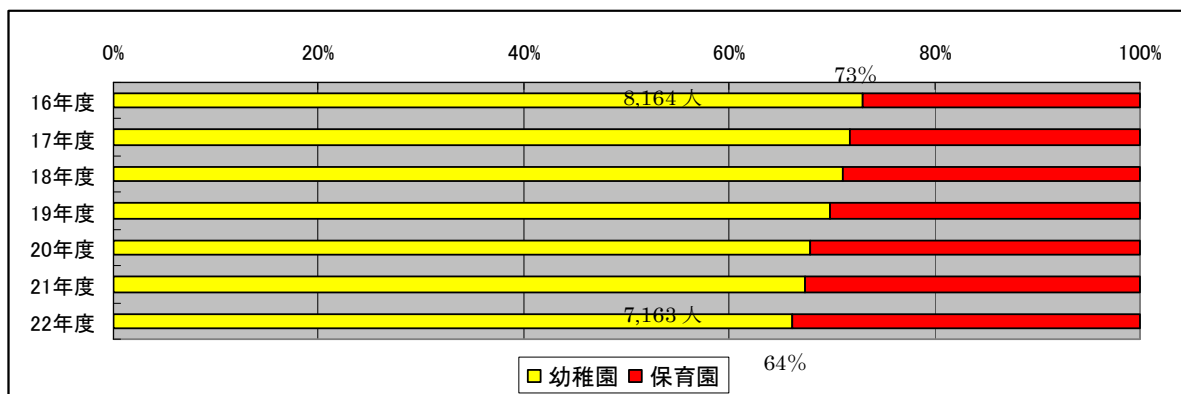 0% 20% 40% 60% 80% 100%
73%
16年度 8,164 人
17年度
18年度
19年度
20年度
21年度
22年度 7,163 人
64%
幼稚園 保育園